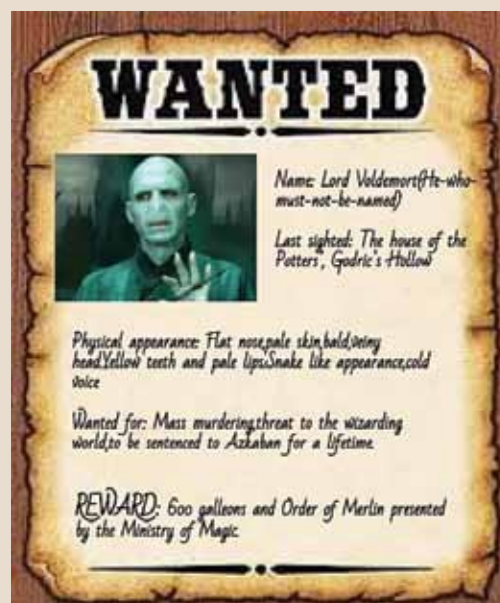 WANTED
Name: Lord Voldemort(He-who-
must-not-be-named)
Last sighted: The house of the
Potters', Godric's Hollow
Physical appearance: Flat nose,pale skin,bald,veiny
head.Yellow teeth and pale lips.Snake like appearance,cold
voice
Wanted for: Mass murdering,threat to the wizarding
world,to be sentenced to Azkaban for a lifetime.
REWARD: 600 galleons and Order of Merlin presented
by the Ministry of Magic.